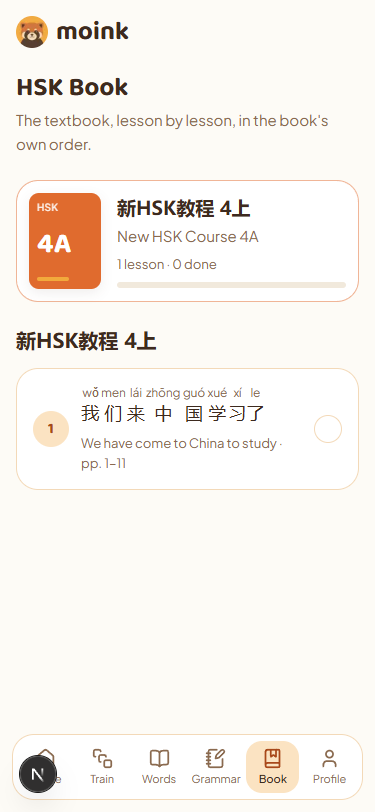 moink
HSK Book
The textbook, lesson by lesson, in the book's
own order.
HSK
4A
新HSK教程 4上
New HSK Course 4A
1 lesson · 0 done
新HSK教程 4上
1
wǒ men lái zhōng guó xué xí le
我们来中国学习了
We have come to China to study ·
pp. 1–11
N
Train
Words
Grammar
Book
Profile